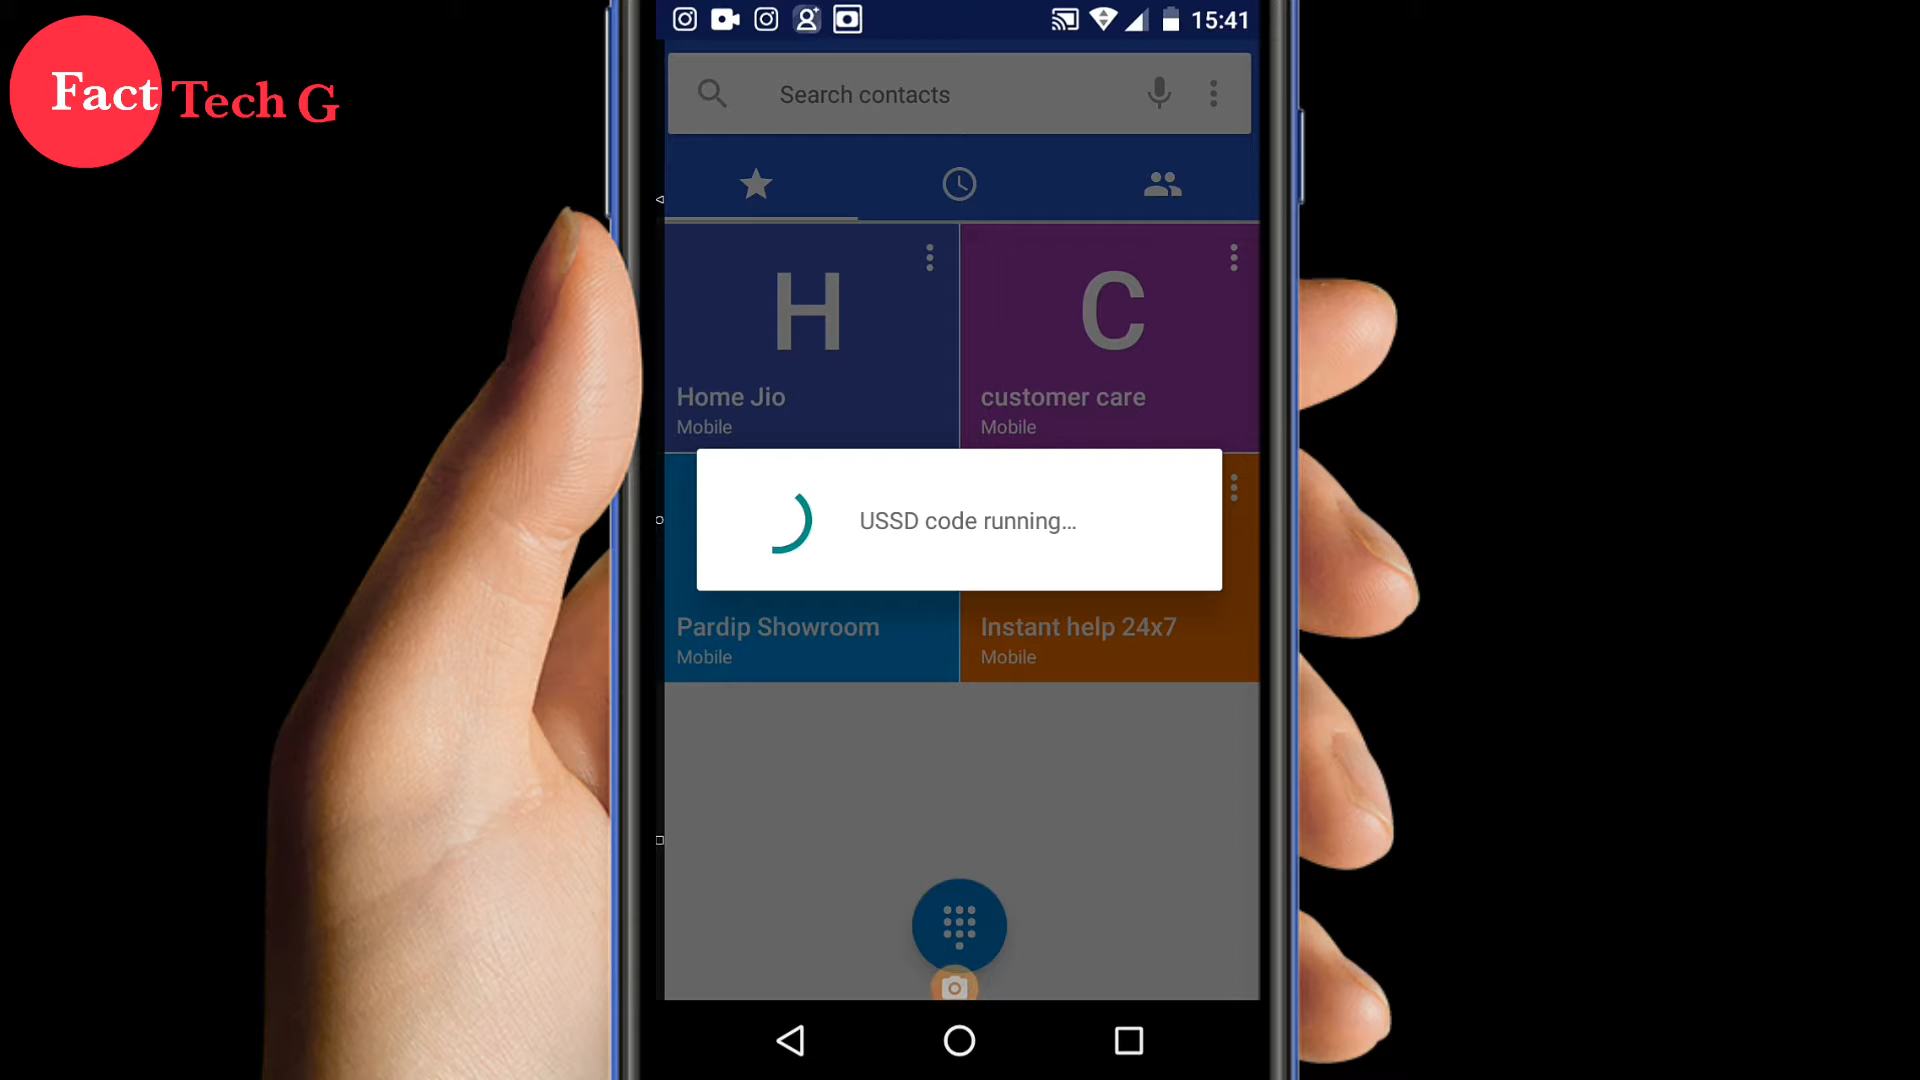 Fact Tech G
15:41
Search contacts
H
C
Home Jio
Mobile
customer care
Mobile
USSD code running...
Pardip Showroom
Mobile
Instant help 24x7
Mobile